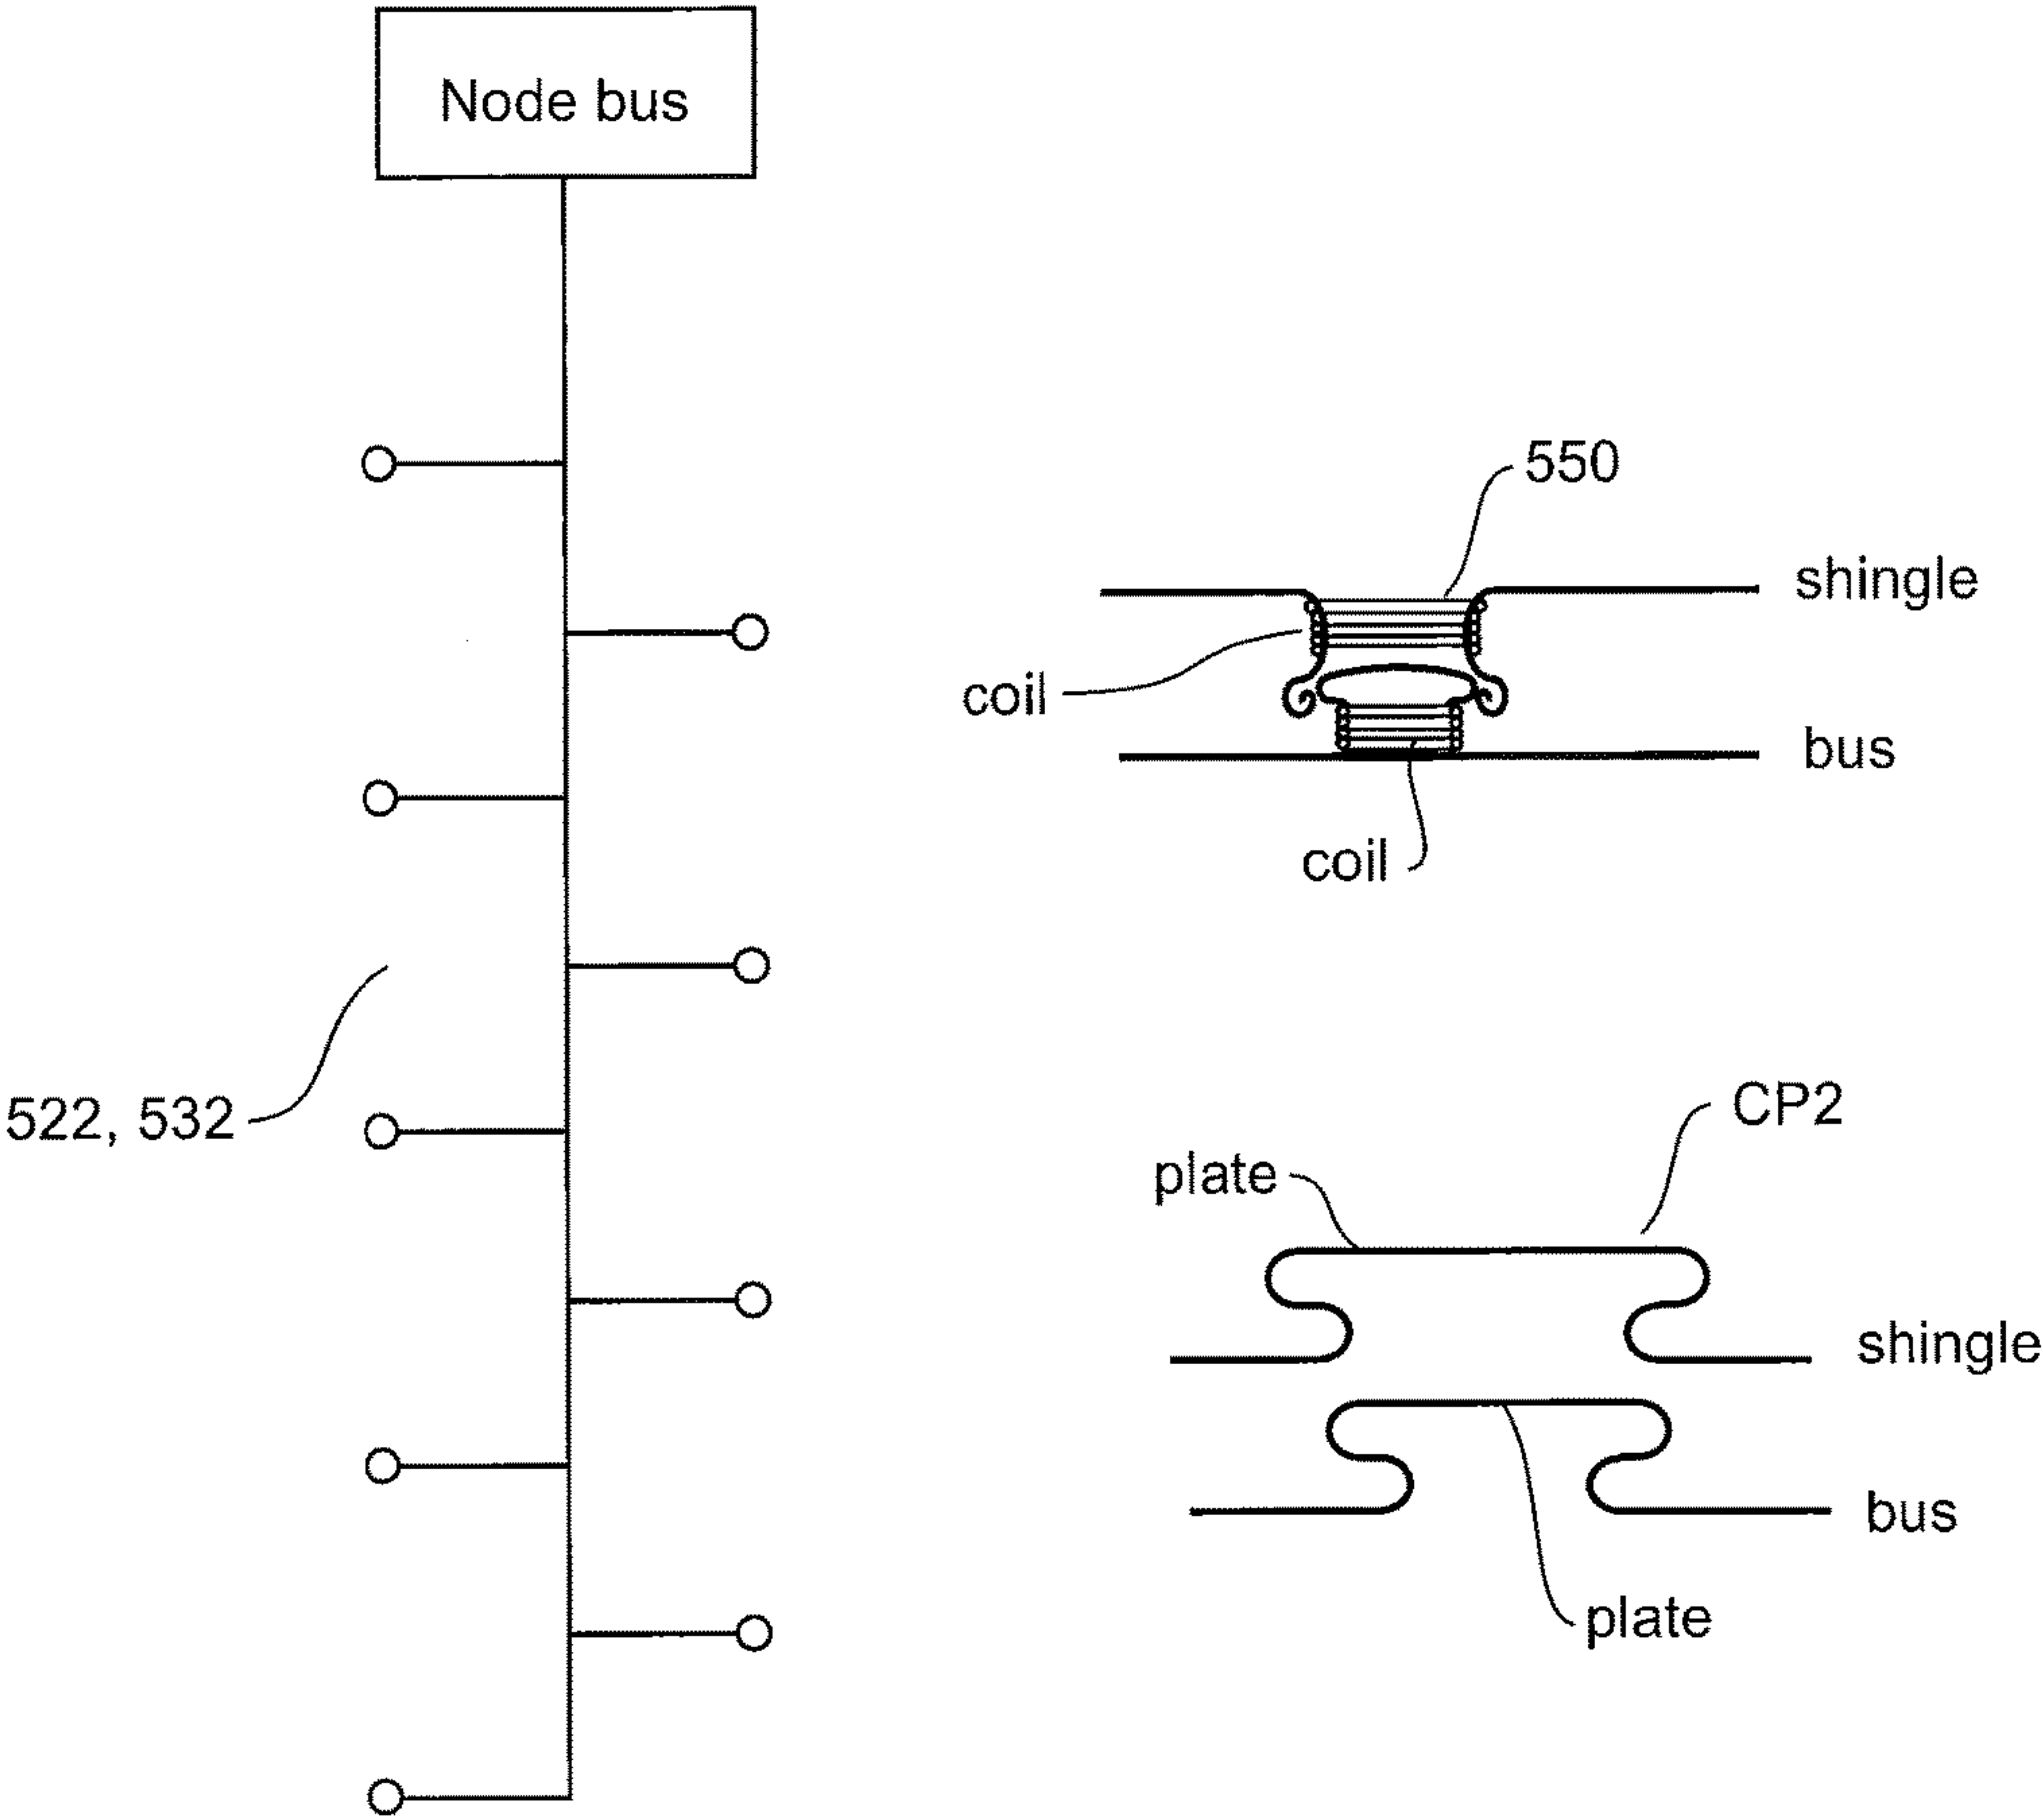 Node bus
550
shingle
coil
bus
coil
522, 532
CP2
plate
shingle
bus
plate